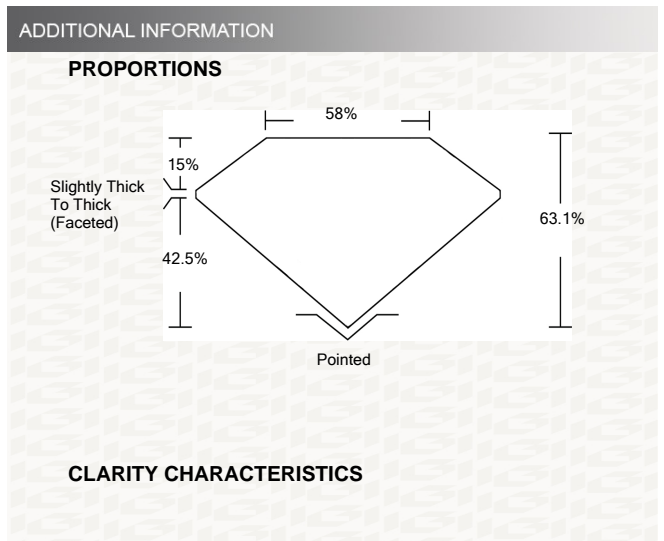 ADDITIONAL INFORMATION
PROPORTIONS
58%
15%
Slightly Thick
To Thick
(Faceted)
63.1%
42.5%
Pointed
CLARITY CHARACTERISTICS